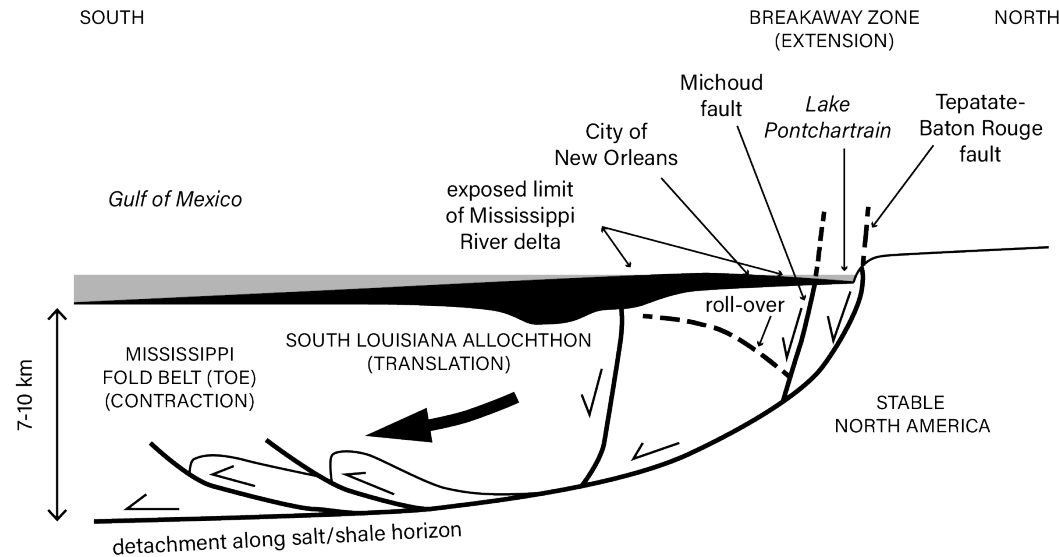 SOUTH
BREAKAWAY ZONE
(EXTENSION)
NORTH
Michoud
fault
Lake
Pontchartrain
Tepatate-
Baton Rouge
fault
City of
New Orleans
exposed limit
of Mississippi
River delta
Gulf of Mexico
roll-over
SOUTH LOUISIANA ALLOCHTHON
(TRANSLATION)
MISSISSIPPI
FOLD BELT (TOE)
(CONTRACTION)
7-10 km
STABLE
NORTH AMERICA
detachment along salt/shale horizon